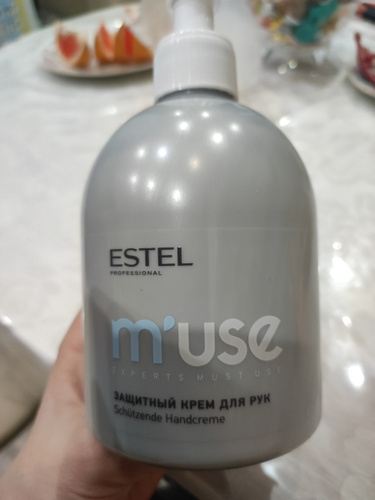 ESTEL
PROFESSIONAL
m'use
EXPERTS MUST USE
ЗАЩИТНЫЙ КРЕМ ДЛЯ РУК
Schützende Handcreme